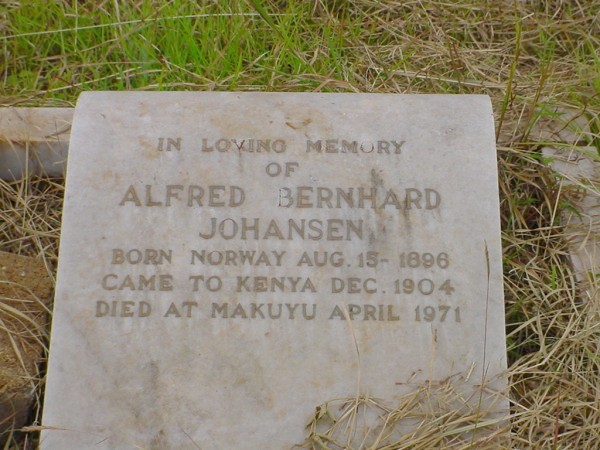 IN LOVING MEMORY
OF
ALFRED BERNHARD
JOHANSEN
BORN NORWAY AUG. 15- 1896
CAME TO KENYA DEC. 1904
DIED AT MAKUYU APRIL 1971